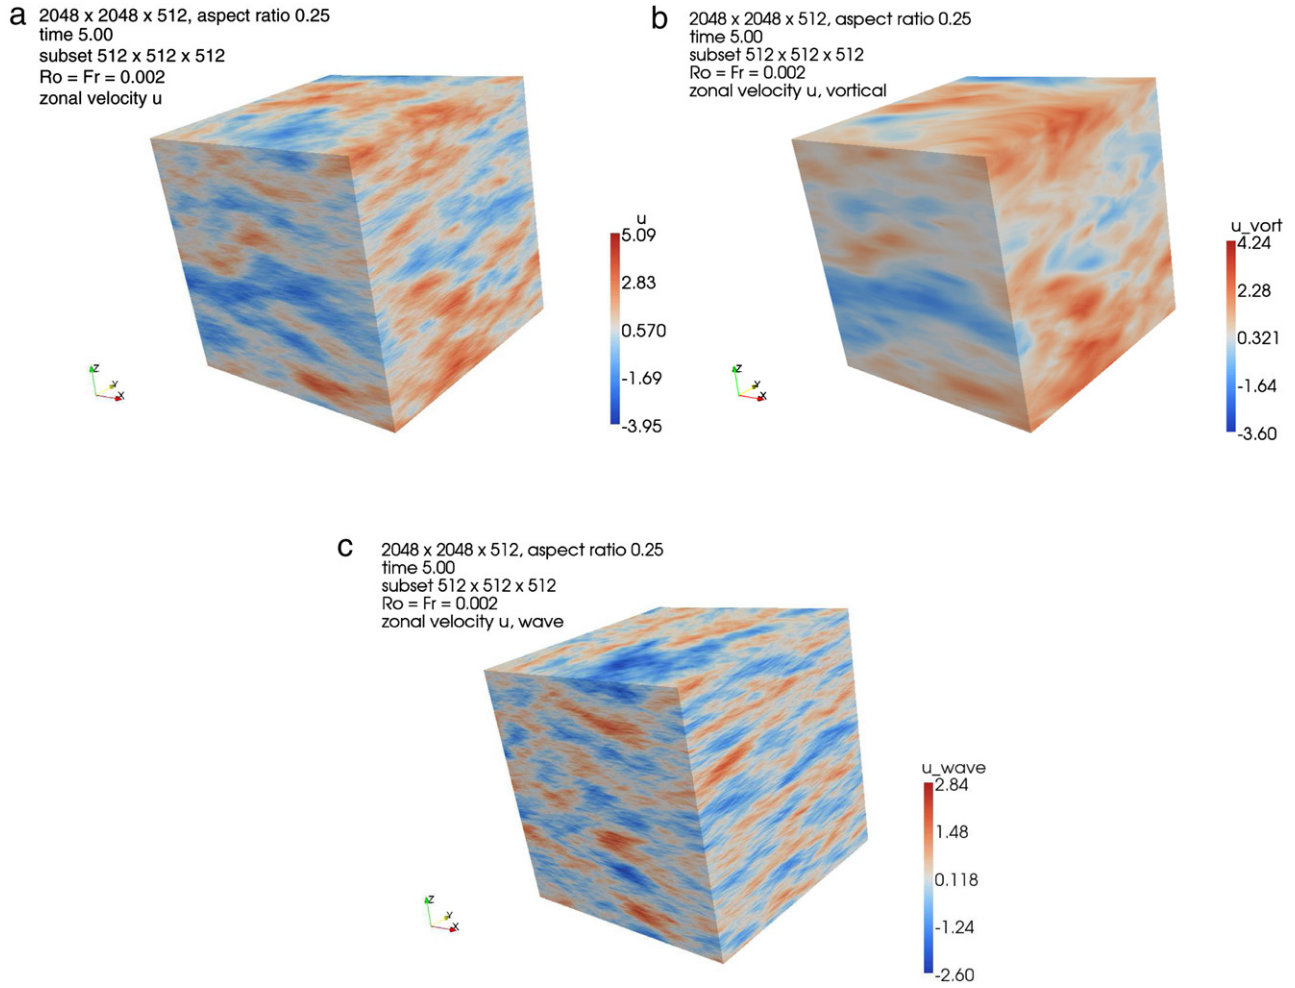 a
2048 x 2048 x 512, aspect ratio 0.25
time 5.00
subset 512 x 512 x 512
Ro = Fr = 0.002
zonal velocity u
u
5.09
2.83
0.570
-1.69
-3.95
Z
Y
X
b
2048 x 2048 x 512, aspect ratio 0.25
time 5.00
subset 512 x 512 x 512
Ro = Fr = 0.002
zonal velocity u, vortical
u_vort
4.24
2.28
0.321
-1.64
-3.60
Z
Y
X
c
2048 x 2048 x 512, aspect ratio 0.25
time 5.00
subset 512 x 512 x 512
Ro = Fr = 0.002
zonal velocity u, wave
u_wave
2.84
1.48
0.118
-1.24
-2.60
Z
Y
X